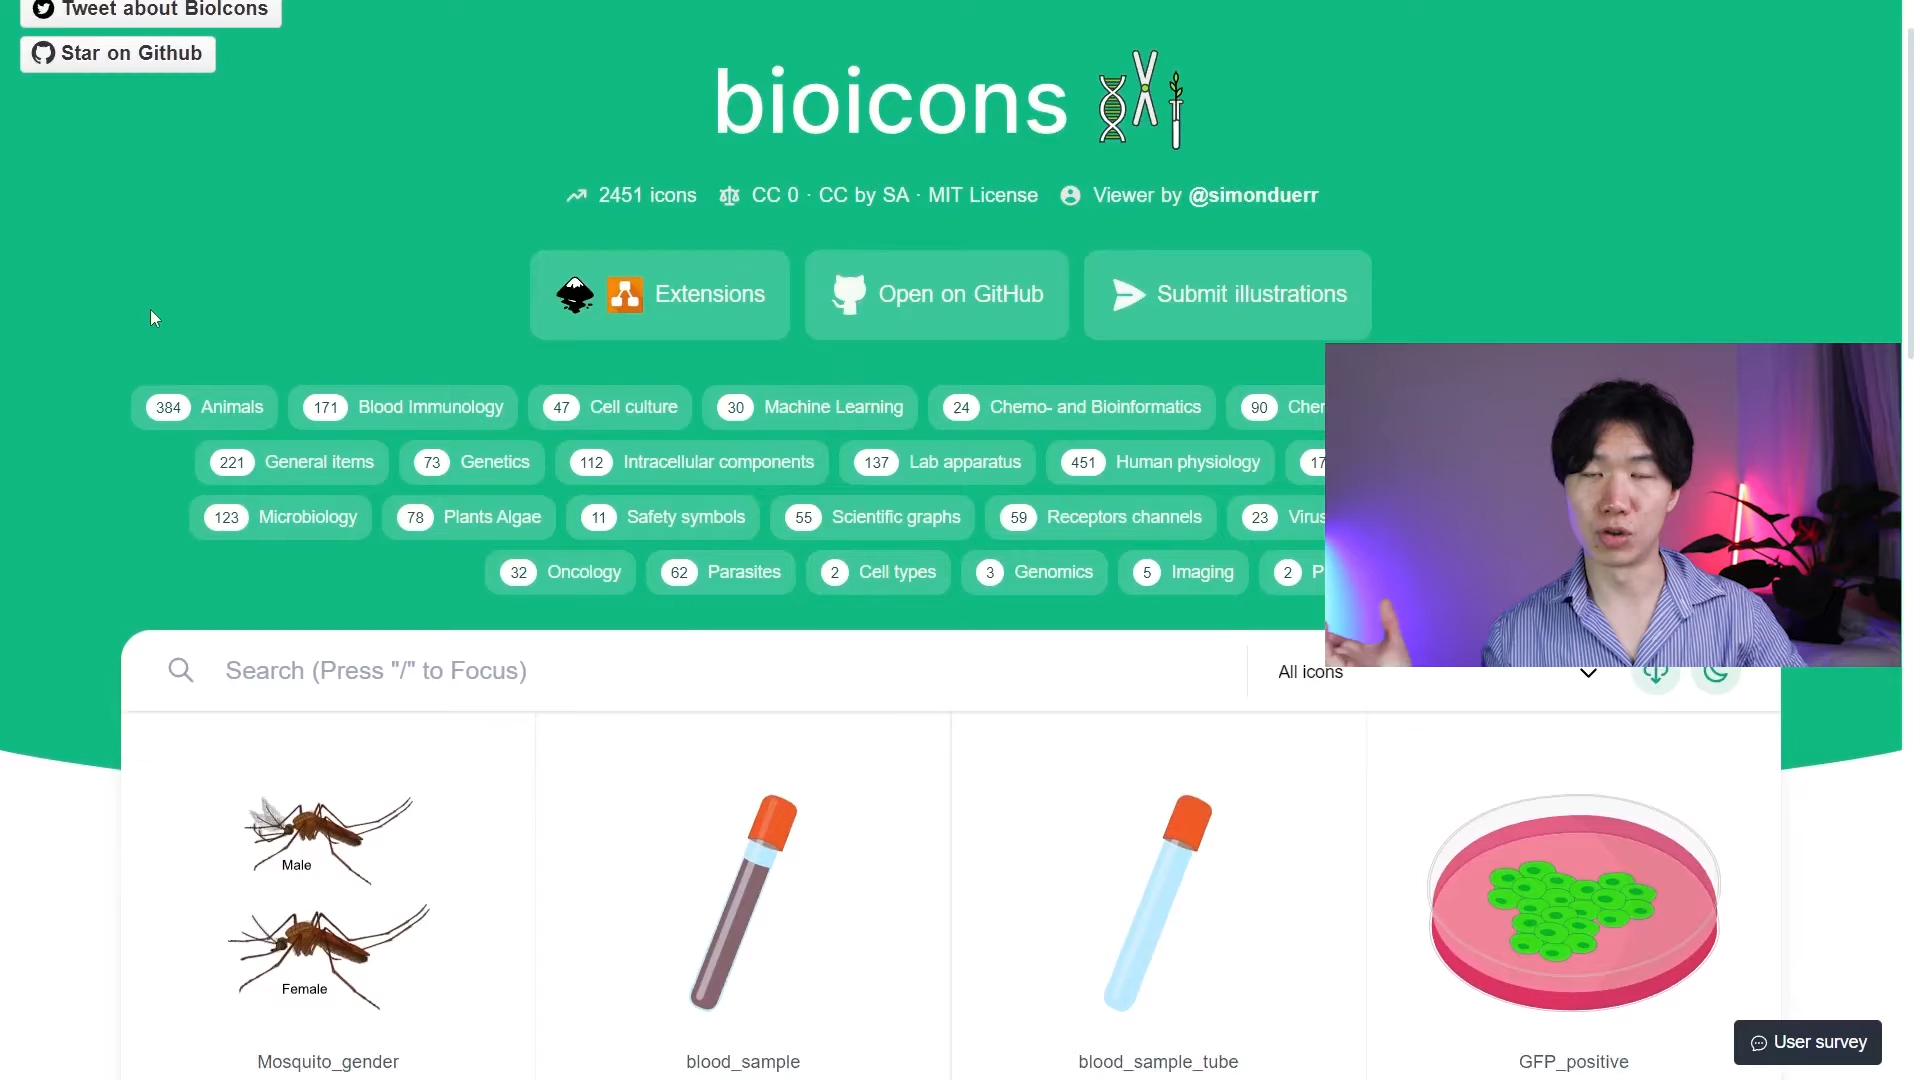 Tweet about BioIcons
Star on Github
bioicons
2451 icons CC 0 · CC by SA · MIT License Viewer by @simonduerr
Extensions Open on GitHub Submit illustrations
384 Animals 171 Blood Immunology 47 Cell culture 30 Machine Learning 24 Chemo- and Bioinformatics 90
221 General items 73 Genetics 112 Intracellular components 137 Lab apparatus 451 Human physiology
123 Microbiology 78 Plants Algae 11 Safety symbols 55 Scientific graphs 59 Receptors channels 23
32 Oncology 62 Parasites 2 Cell types 3 Genomics 5 Imaging 2
Search (Press "/" to Focus) All icons
Male
Female
Mosquito_gender blood_sample blood_sample_tube GFP_positive
User survey